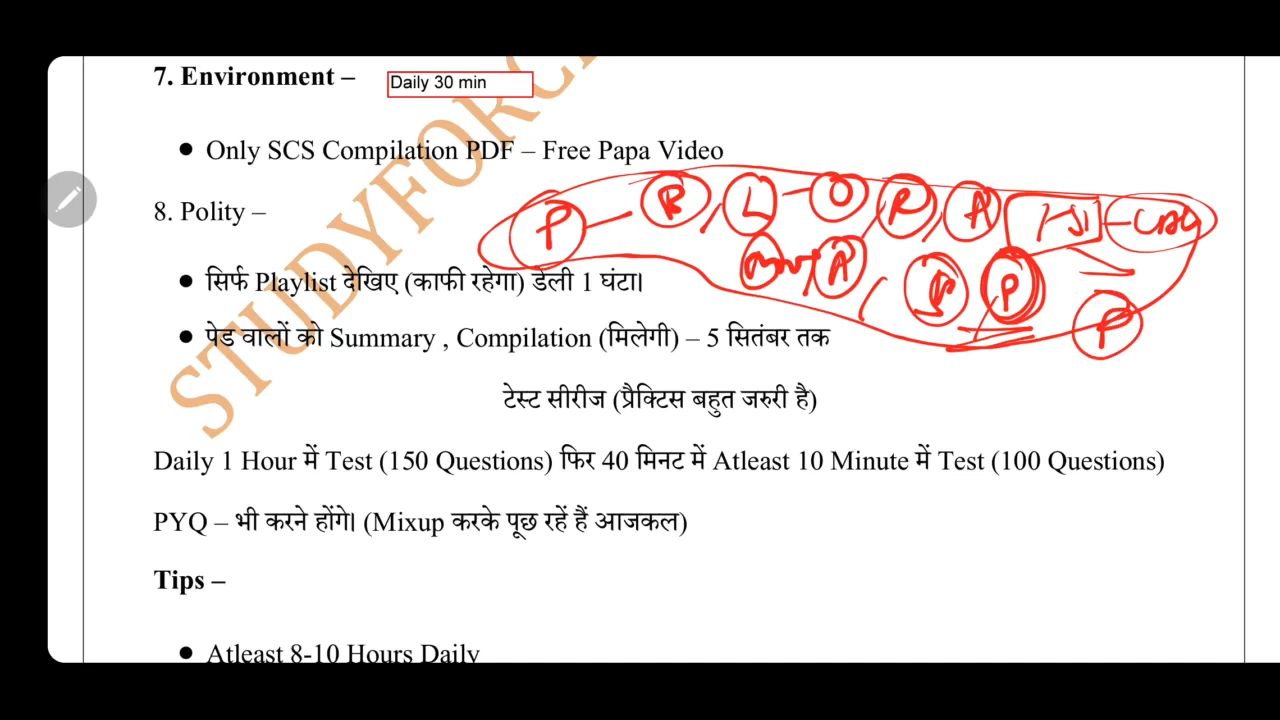 7. Environment –
Daily 30 min
• Only SCS Compilation PDF – Free Papa Video
8. Polity –
• सिर्फ Playlist देखिए (काफी रहेगा) डेली 1 घंटा।
• पेड वालों को Summary , Compilation (मिलेगी) – 5 सितंबर तक
P R, L O R, A
A, P
P
टेस्ट सीरीज (प्रैक्टिस बहुत जरुरी है)
Daily 1 Hour में Test (150 Questions) फिर 40 मिनट में Atleast 10 Minute में Test (100 Questions)
PYQ – भी करने होंगे। (Mixup करके पूछ रहें हैं आजकल)
Tips –
• Atleast 8-10 Hours Daily
STUDYFORC